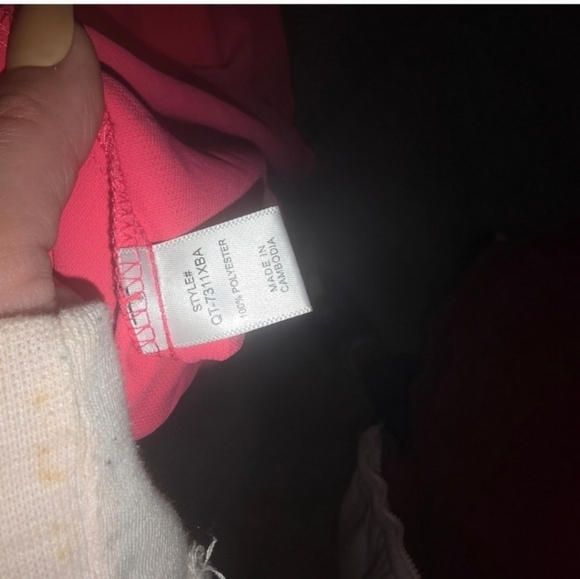 STYLE#
QT-7311XBA
100% POLYESTER
MADE IN
CAMBODIA